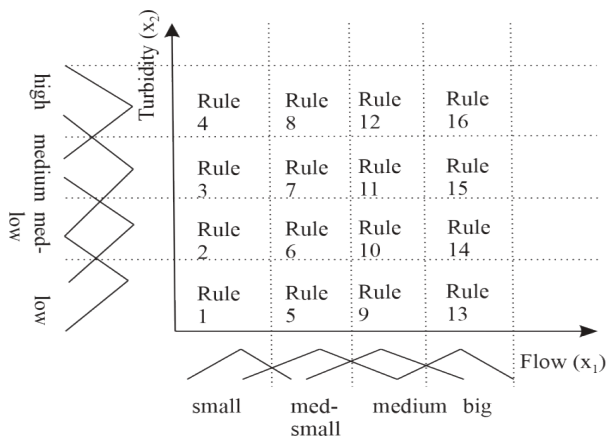 Turbidity (x2)
high
medium
med-
low
low
Rule
4
Rule
8
Rule
12
Rule
16
Rule
3
Rule
7
Rule
11
Rule
15
Rule
2
Rule
6
Rule
10
Rule
14
Rule
1
Rule
5
Rule
9
Rule
13
Flow (x1)
small
med-
small
medium
big